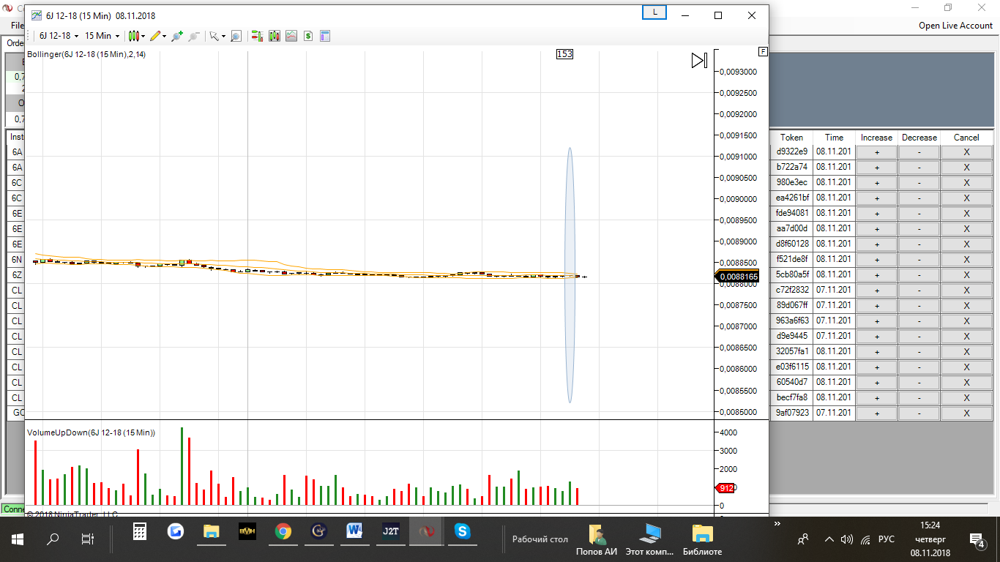 6J 12-18 (15 Min) 08.11.2018
L
File
Open Live Account
6J 12-18
15 Min
Bollinger(6J 12-18 (15 Min),2,14)
153
F
0,0093000
0,0092500
0,0092000
0,0091500
0,0091000
0,0090500
0,0090000
0,0089500
0,0089000
0,0088500
0,0088165
0,0088000
0,0087500
0,0087000
0,0086500
0,0086000
0,0085500
0,0085000
VolumeUpDown(6J 12-18 (15 Min))
4000
3000
2000
912
0
© 2018 NinjaTrader, LLC
Token Time Increase Decrease Cancel
6A d9322e9 08.11.201 + - X
6A b722a74 08.11.201 + - X
6C 980e3ec 08.11.201 + - X
6C ea4261bf 08.11.201 + - X
6E fde94081 08.11.201 + - X
6E aa7d00d 08.11.201 + - X
6E d8f60128 08.11.201 + - X
6N f521de8f 08.11.201 + - X
6Z 5cb80a5f 08.11.201 + - X
CL c72f2832 07.11.201 + - X
CL 89d067ff 07.11.201 + - X
CL 963a6f63 07.11.201 + - X
CL d9e9445 07.11.201 + - X
CL 32057fa1 08.11.201 + - X
CL e03f6115 08.11.201 + - X
CL 60540d7 08.11.201 + - X
CL becf7fa8 08.11.201 + - X
GC 9af07923 07.11.201 + - X
J2T
Рабочий стол
Попов АИ
Этот комп...
Библиоте
РУС
15:24
четверг
08.11.2018
4